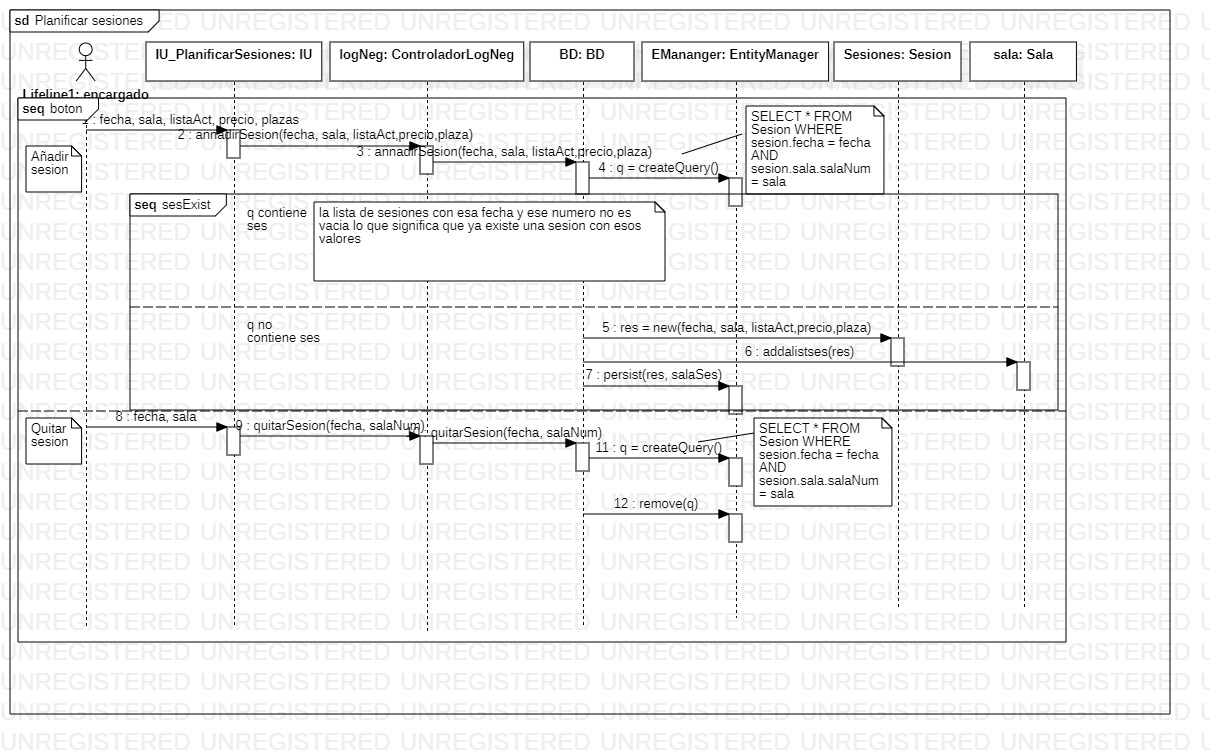 sd Planificar sesiones
IU_PlanificarSesiones: IU
logNeg: ControladorLogNeg
BD: BD
EMananger: EntityManager
Sesiones: Sesion
sala: Sala
Lifeline1: encargado
seq boton
1 : fecha, sala, listaAct, precio, plazas
2 : annadirSesion(fecha, sala, listaAct,precio,plaza)
3 : annadirSesion(fecha, sala, listaAct,precio,plaza)
4 : q = createQuery()
SELECT * FROM
Sesion WHERE
sesion.fecha = fecha
AND
sesion.sala.salaNum
= sala
Añadir
sesion
seq sesExist
q contiene
ses
la lista de sesiones con esa fecha y ese numero no es
vacia lo que significa que ya existe una sesion con esos
valores
q no
contiene ses
5 : res = new(fecha, sala, listaAct,precio,plaza)
6 : addalistses(res)
7 : persist(res, salaSes)
Quitar
sesion
8 : fecha, sala
9 : quitarSesion(fecha, salaNum)
quitarSesion(fecha, salaNum)
11 : q = createQuery()
SELECT * FROM
Sesion WHERE
sesion.fecha = fecha
AND
sesion.sala.salaNum
= sala
12 : remove(q)
UNREGISTERED